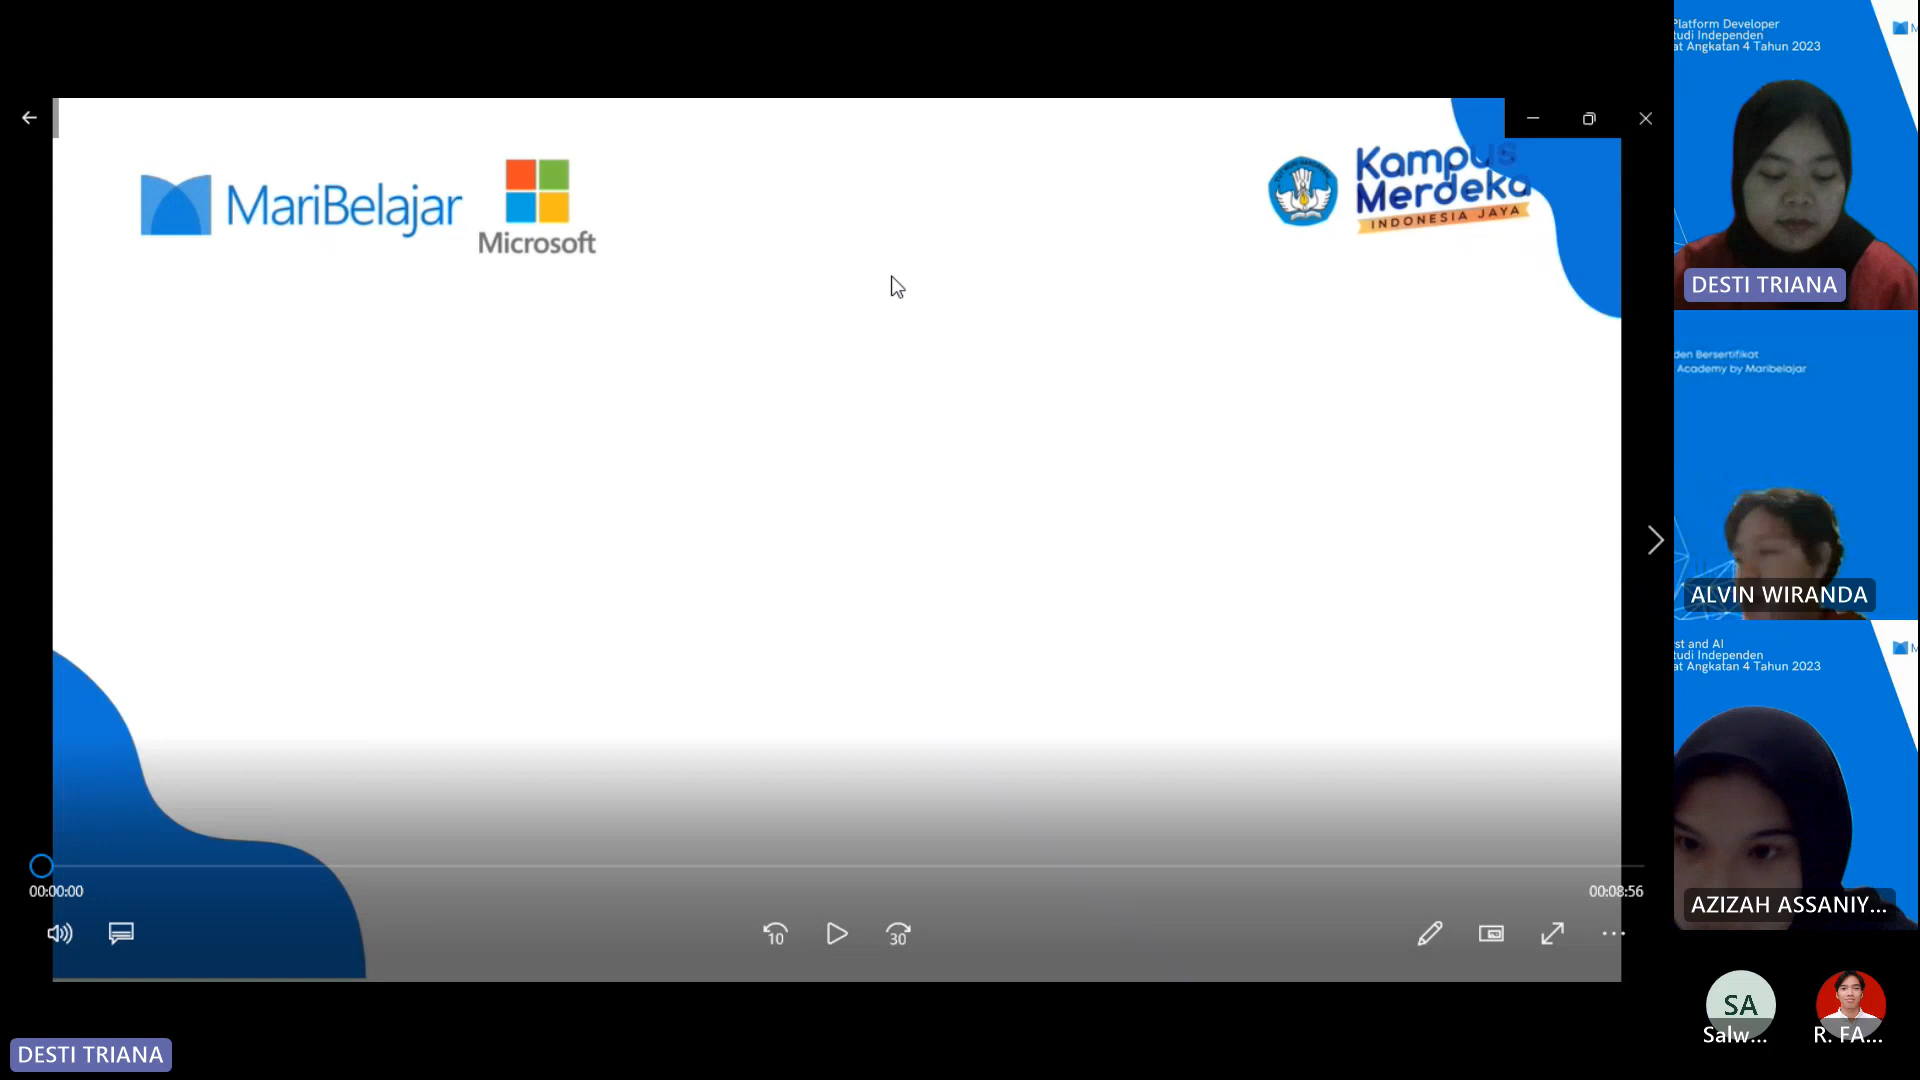 MariBelajar
Microsoft
Kampus
Merdeka
INDONESIA JAYA
00:00:00
00:08:56
10
30
DESTI TRIANA
Platform Developer
tudi Independen
at Angkatan 4 Tahun 2023
DESTI TRIANA
den Bersertifikat
Academy by Maribelajar
ALVIN WIRANDA
st and AI
tudi Independen
at Angkatan 4 Tahun 2023
AZIZAH ASSANIY...
SA
Salw...
R. FA...